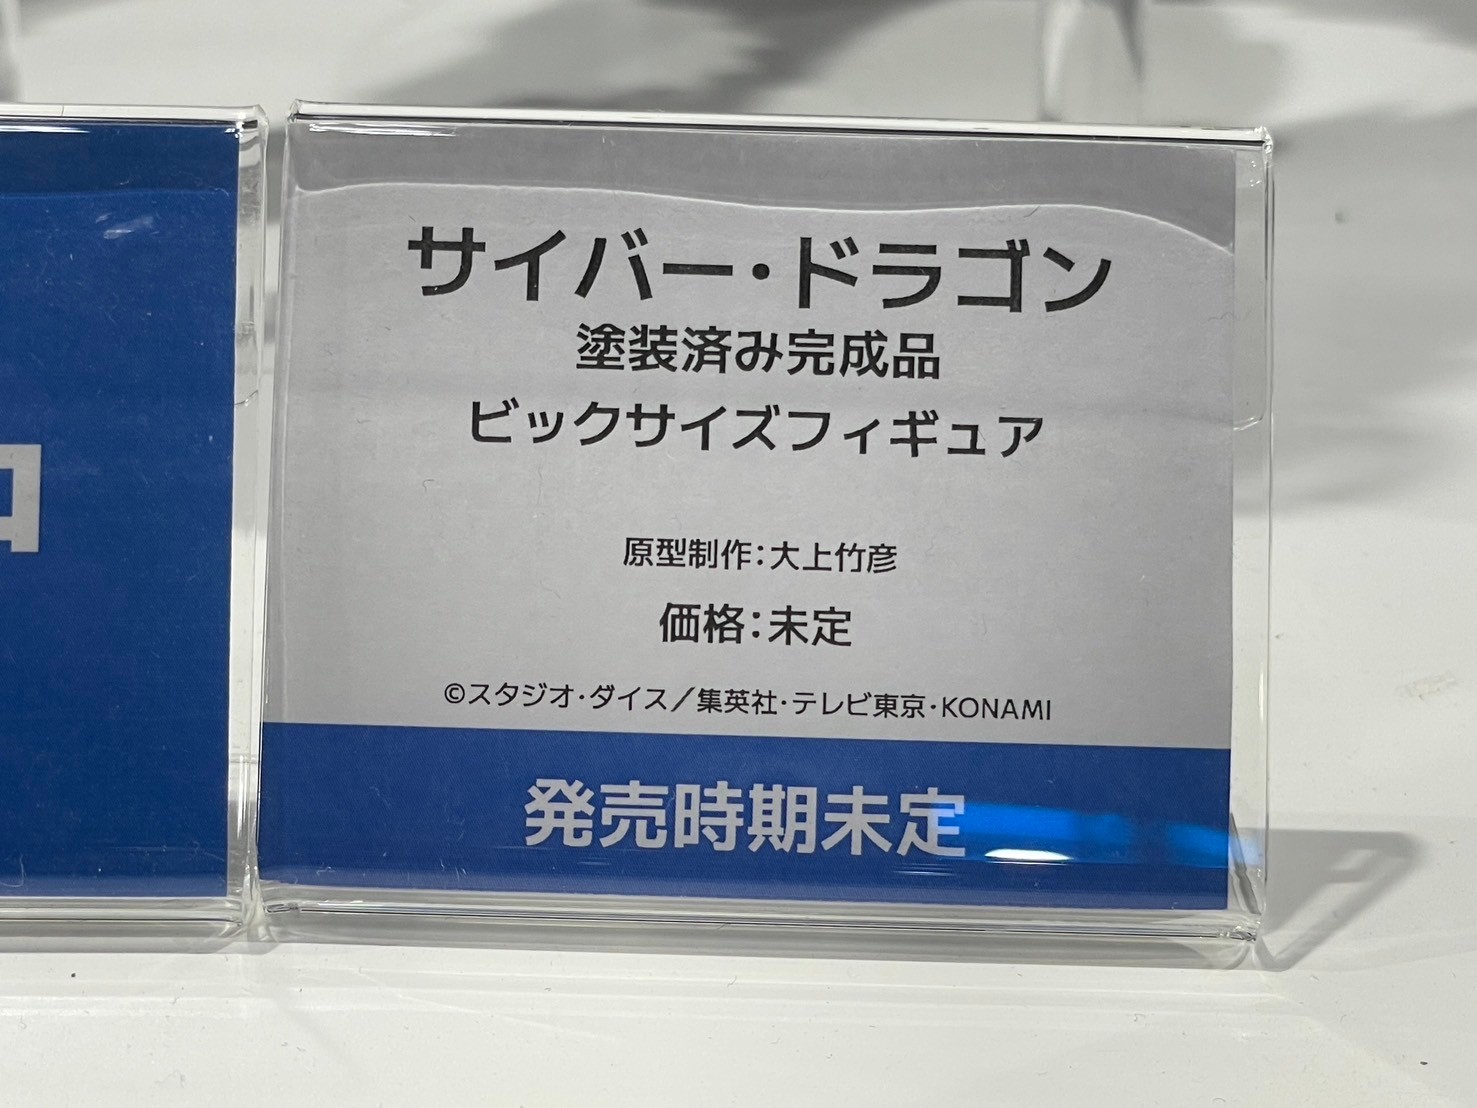 サイバー・ドラゴン
塗装済み完成品
ビックサイズフィギュア
原型制作：大上竹彦
価格：未定
©スタジオ・ダイス／集英社・テレビ東京・KONAMI
発売時期未定